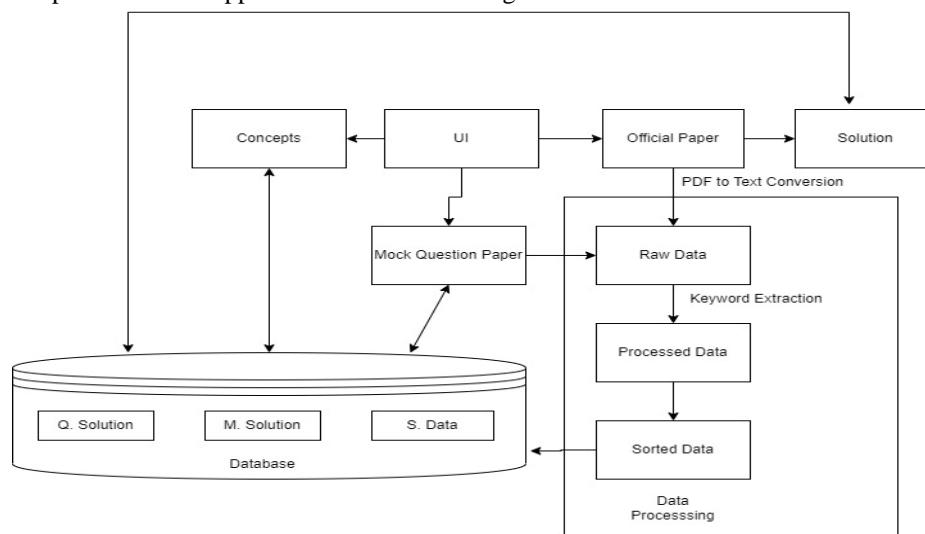 Concepts
UI
Official Paper
Solution
PDF to Text Conversion
Mock Question Paper
Raw Data
Keyword Extraction
Processed Data
Q. Solution
M. Solution
S. Data
Sorted Data
Database
Data
Processsing